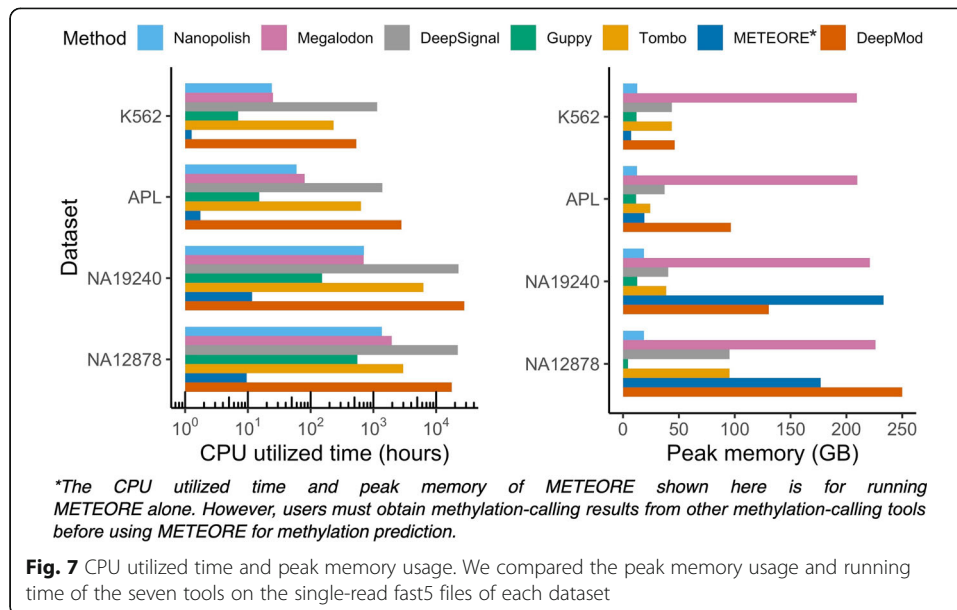 Method Nanopolish Megalodon DeepSignal Guppy Tombo METEORE* DeepMod
Dataset
K562
APL
NA19240
NA12878
10^0 10^1 10^2 10^3 10^4
CPU utilized time (hours)
K562
APL
NA19240
NA12878
0 50 100 150 200 250
Peak memory (GB)
*The CPU utilized time and peak memory of METEORE shown here is for running
METEORE alone. However, users must obtain methylation-calling results from other methylation-calling tools
before using METEORE for methylation prediction.
Fig. 7 CPU utilized time and peak memory usage. We compared the peak memory usage and running
time of the seven tools on the single-read fast5 files of each dataset